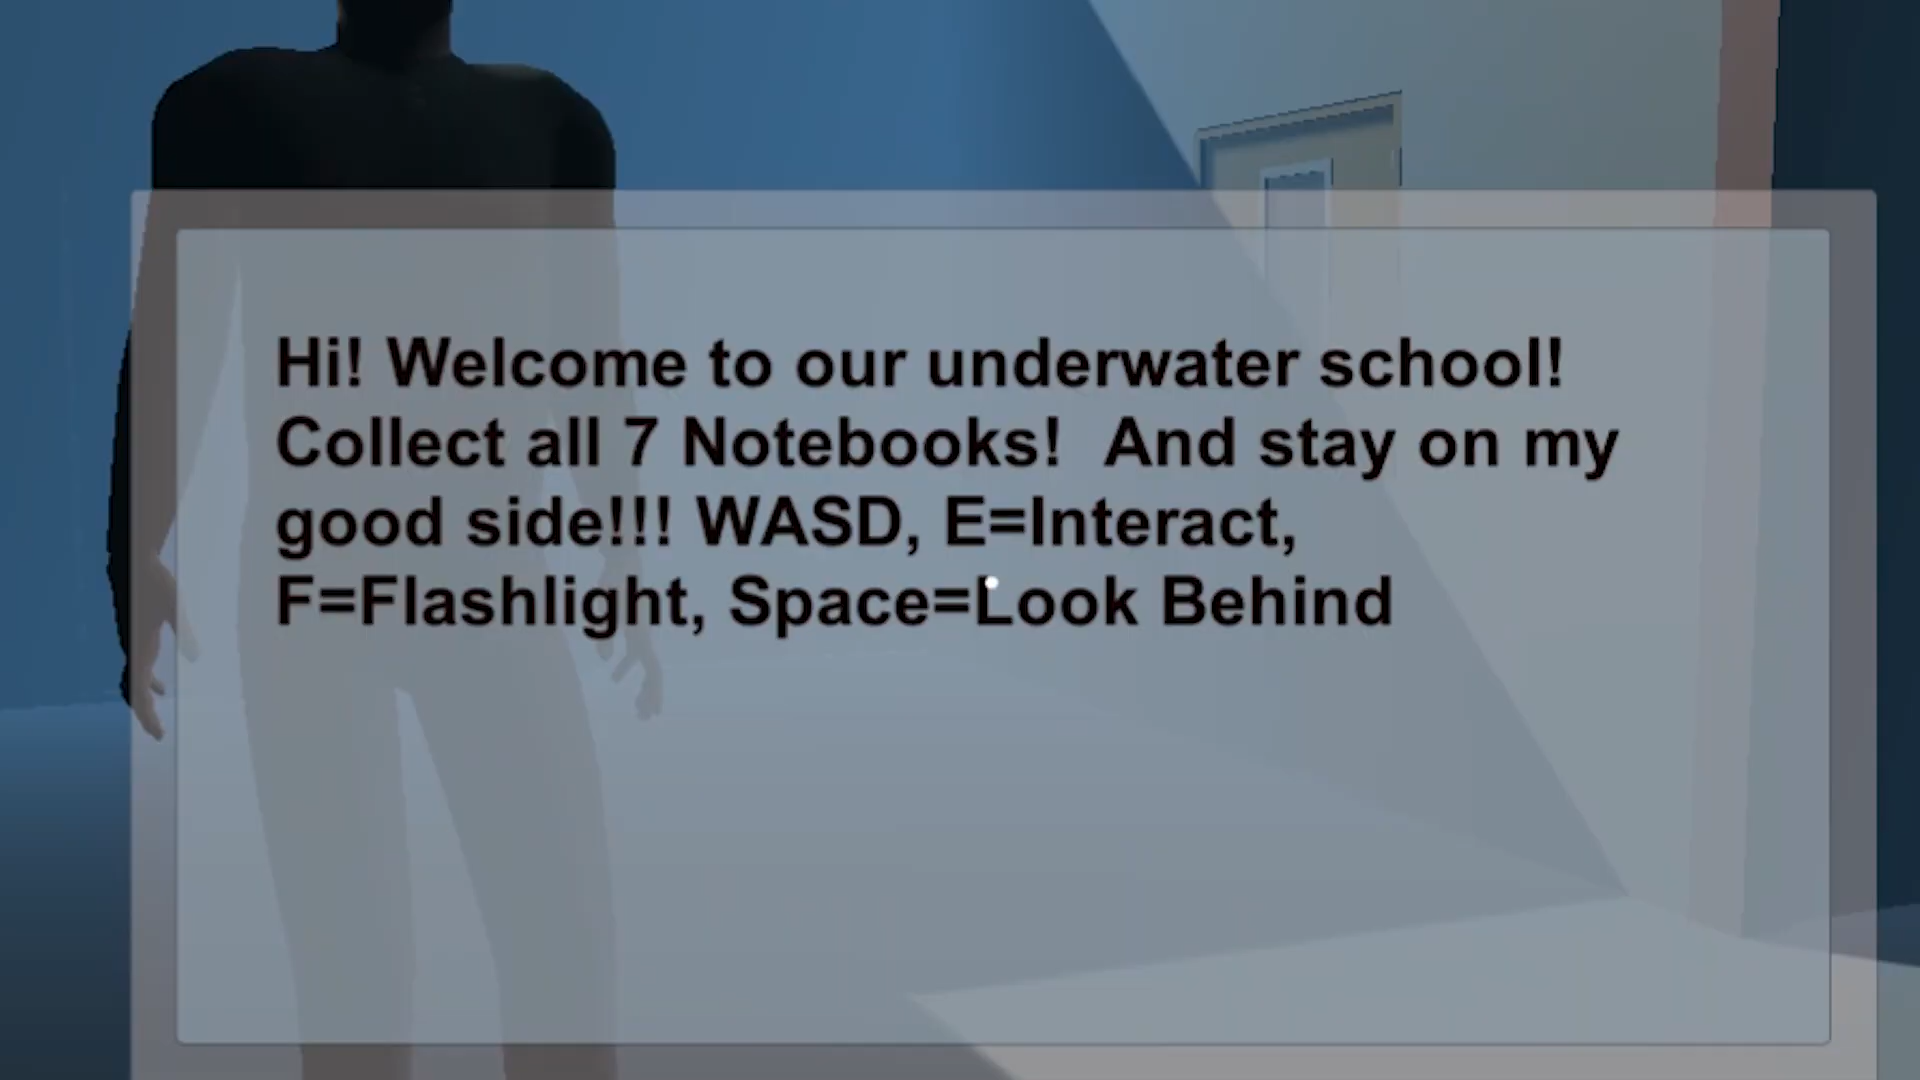 Hi! Welcome to our underwater school!
Collect all 7 Notebooks!  And stay on my
good side!!! WASD, E=Interact,
F=Flashlight, Space=Look Behind